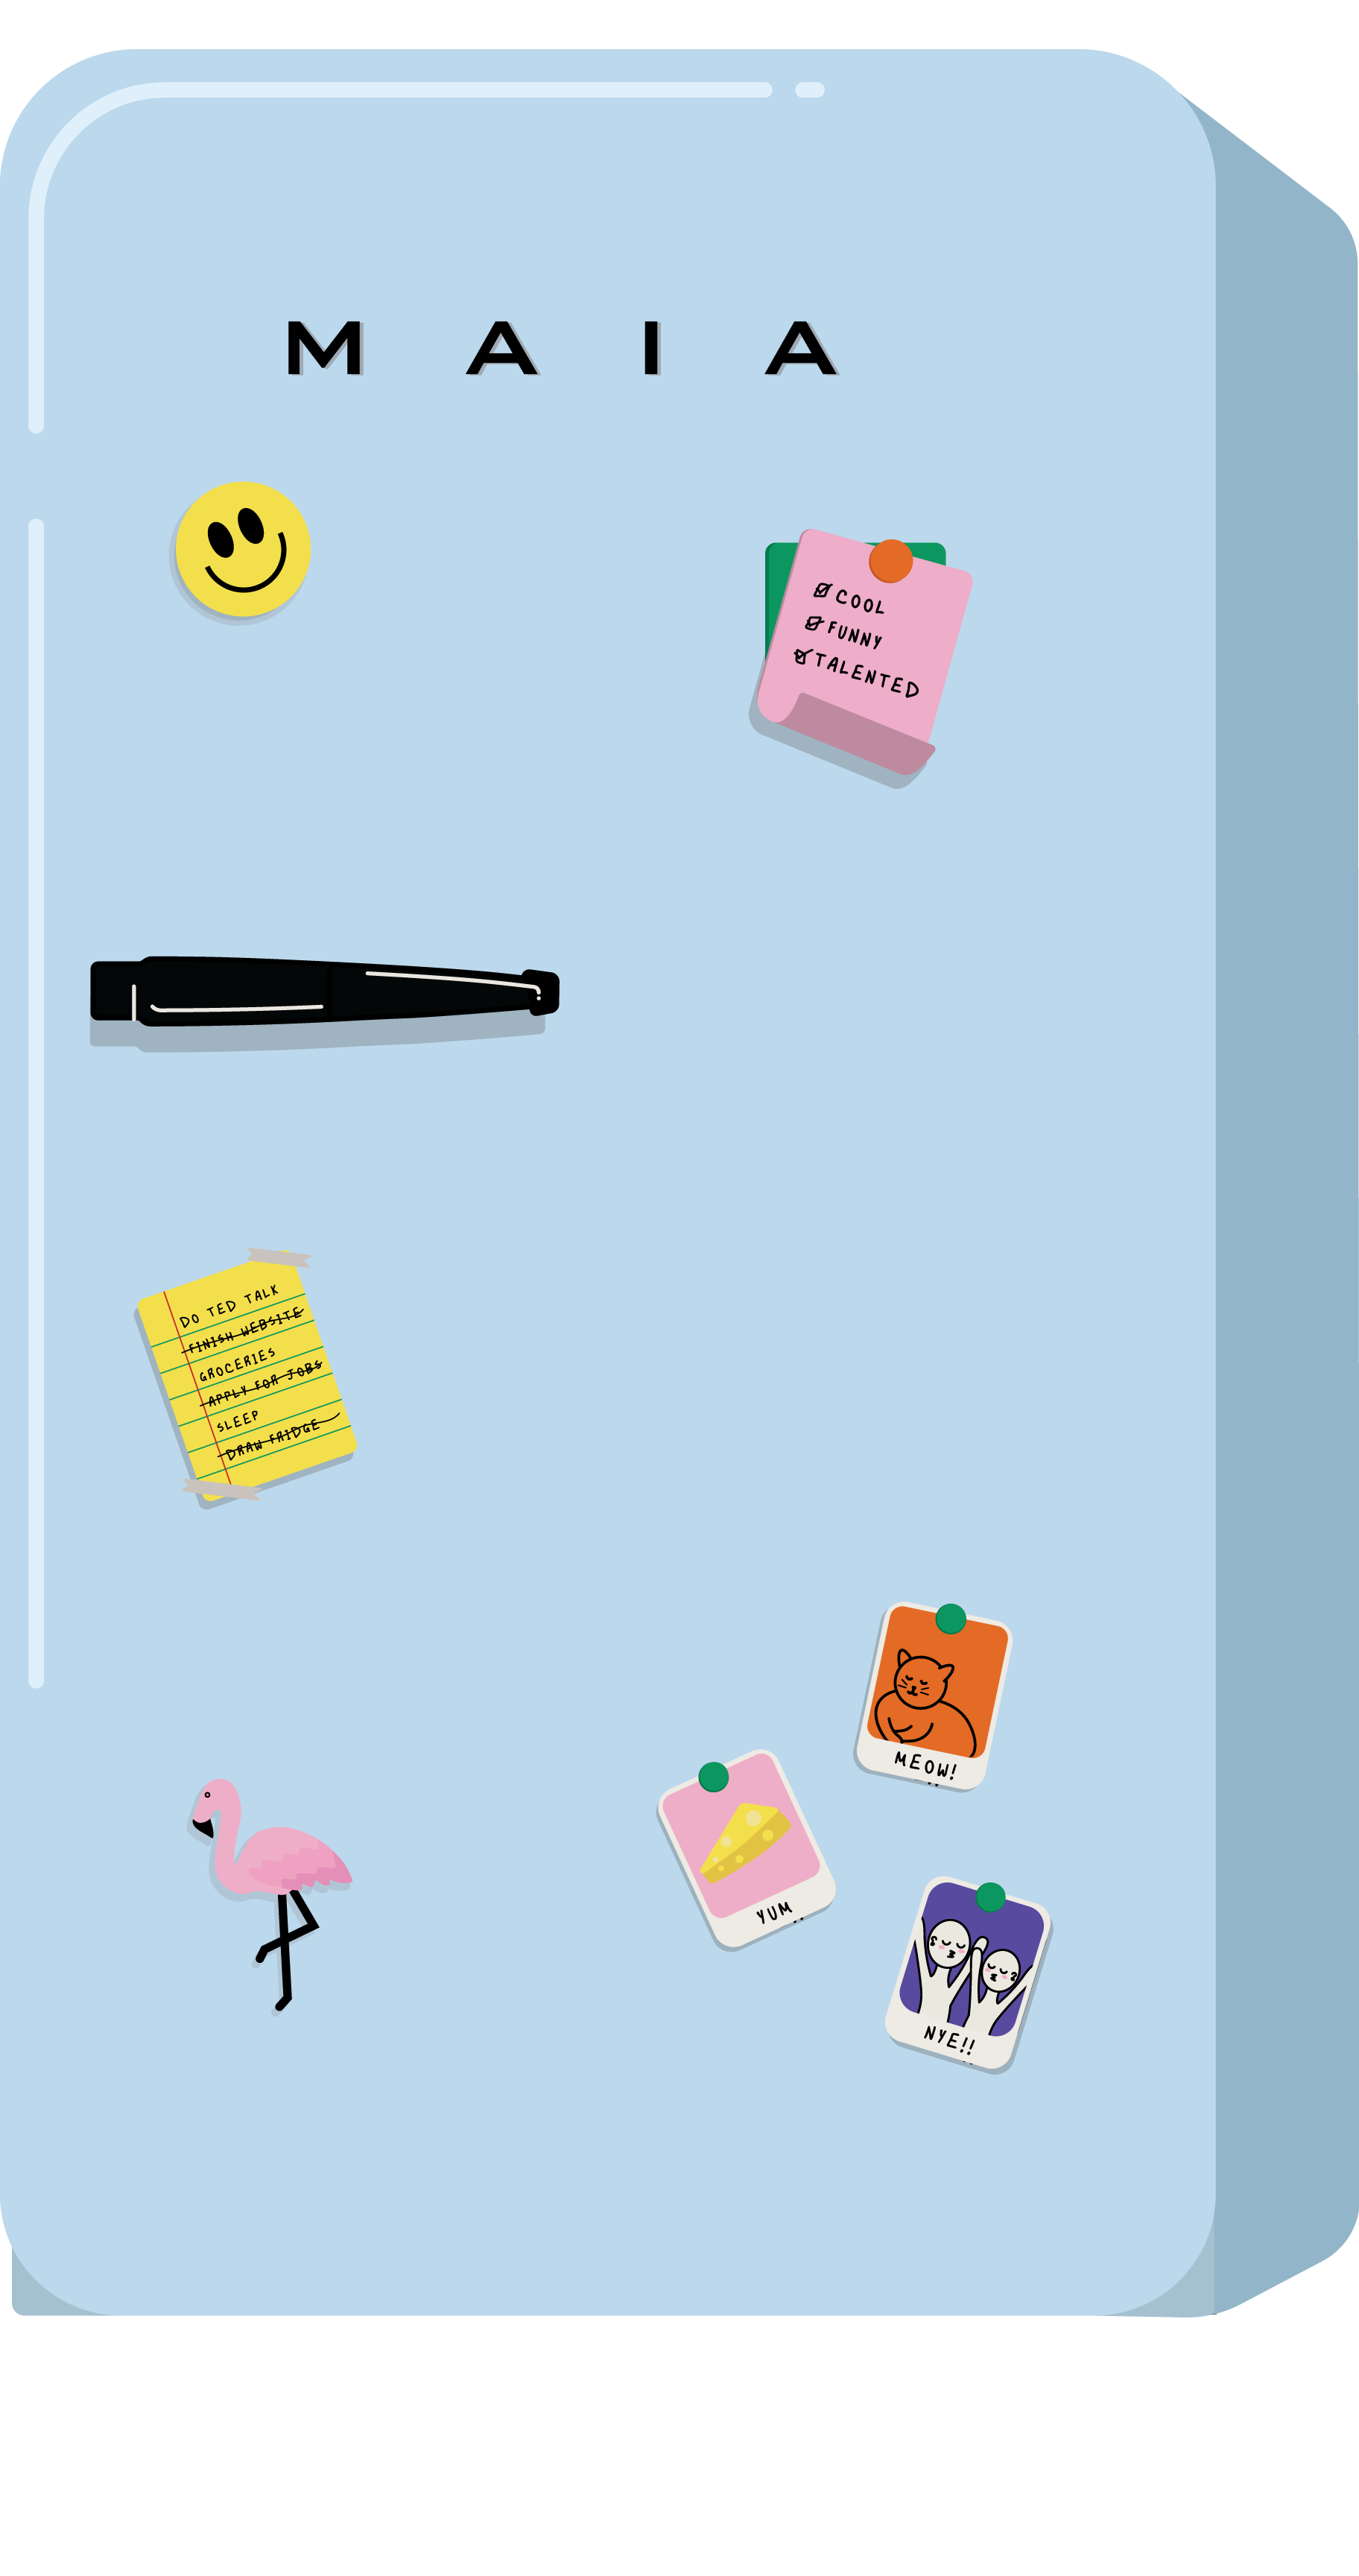 MAIA
COOL
FUNNY
TALENTED
DO TED TALK
FINISH WEBSITE
GROCERIES
APPLY FOR JOBS
SLEEP
DRAW FRIDGE
MEOW!
YUM
NYE!!